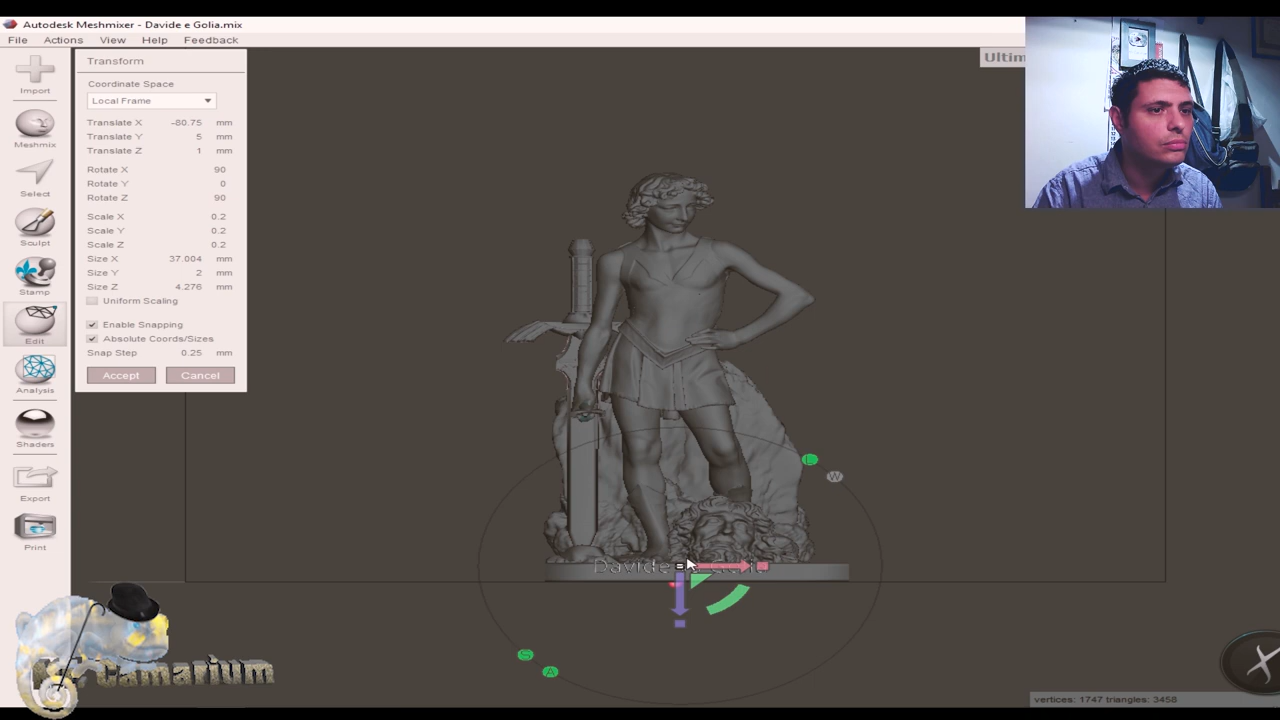 Autodesk Meshmixer - Davide e Golia.mix
File Actions View Help Feedback
Import
Meshmix
Select
Sculpt
Stamp
Edit
Analysis
Shaders
Export
Print
Transform
Coordinate Space
Local Frame
Translate X -80.75 mm
Translate Y 5 mm
Translate Z 1 mm
Rotate X 90
Rotate Y 0
Rotate Z 90
Scale X 0.2
Scale Y 0.2
Scale Z 0.2
Size X 37.004 mm
Size Y 2 mm
Size Z 4.276 mm
Uniform Scaling
Enable Snapping
Absolute Coords/Sizes
Snap Step 0.25 mm
Accept Cancel
Ultim
L
W
Davide
S
A
Camarium
vertices: 1747 triangles: 3458